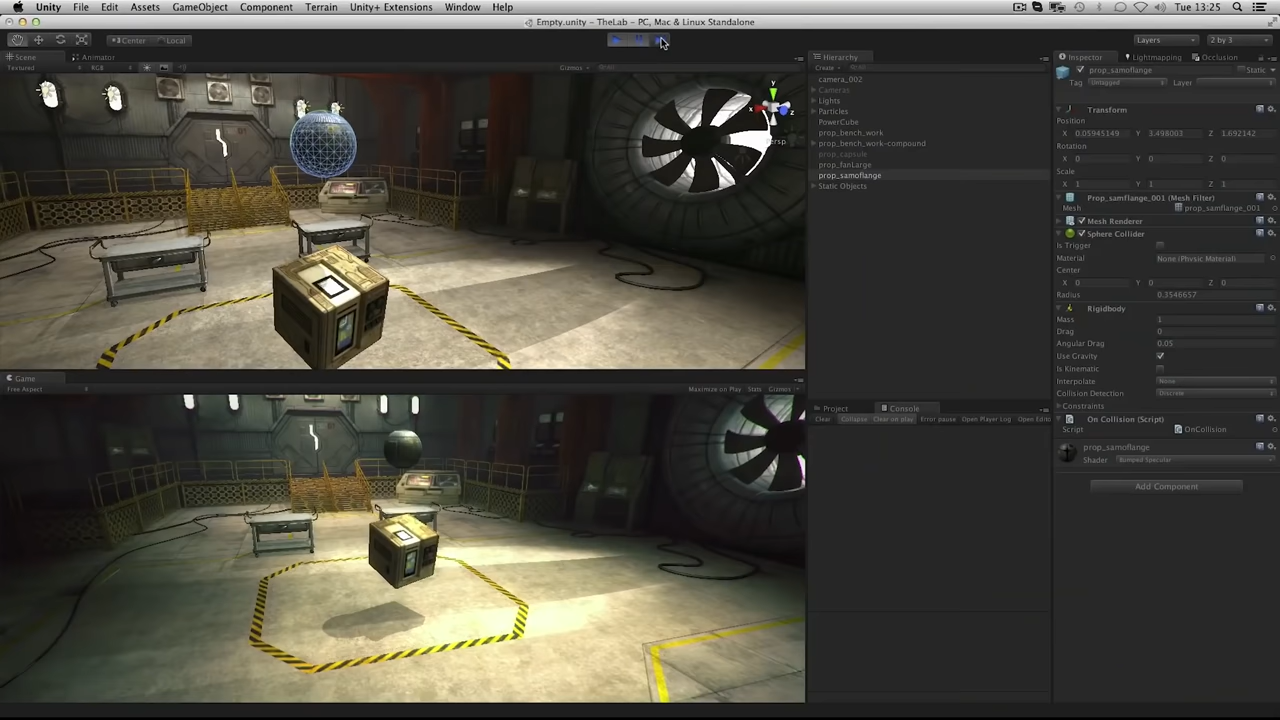 Unity File Edit Assets GameObject Component Terrain Unity+ Extensions Window Help Tue 13:25
Empty.unity – TheLab – PC, Mac & Linux Standalone
Center Local Layers 2 by 3
Scene Animator
Textured RGB Gizmos
y
x z
Persp
Hierarchy
Create
camera_002
Cameras
Lights
Particles
PowerCube
prop_bench_work
prop_bench_work-compound
prop_capsule
prop_fanLarge
prop_samoflange
Static Objects
Inspector Lightmapping Occlusion
prop_samoflange Static
Tag Untagged Layer
Transform
Position
X 0.05945149 Y 3.498003 Z 1.692142
Rotation
X 0 Y 0 Z 0
Scale
X 1 Y 1 Z 1
Prop_samflange_001 (Mesh Filter)
Mesh prop_samflange_001
Mesh Renderer
Sphere Collider
Is Trigger
Material None (Physic Material)
Center
X 0 Y 0 Z 0
Radius 0.3546657
Rigidbody
Mass 1
Drag 0
Angular Drag 0.05
Use Gravity
Is Kinematic
Interpolate None
Collision Detection Discrete
Constraints
On Collision (Script)
Script OnCollision
prop_samoflange
Shader Bumped Specular
Add Component
Game
Free Aspect Maximize on Play Stats Gizmos
Project Console
Clear Collapse Clear on play Error pause Open Player Log Open Edito